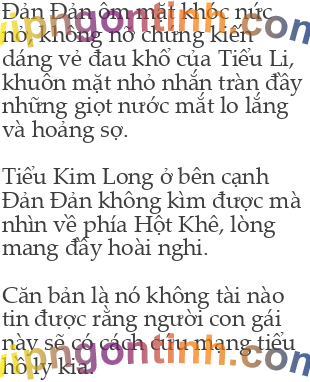 Đản Đản ôm mặt khóc nức
nở, không nỡ chứng kiến
dáng vẻ đau khổ của Tiểu Li,
khuôn mặt nhỏ nhắn tràn đầy
những giọt nước mắt lo lắng
và hoảng sợ.
Tiểu Kim Long ở bên cạnh
Đản Đản không kìm được mà
nhìn về phía Hột Khê, lòng
mang đầy hoài nghi.
Căn bản là nó không tài nào
tin được rằng người con gái
này sẽ có cách cứu mạng tiểu
hồ ly kia.